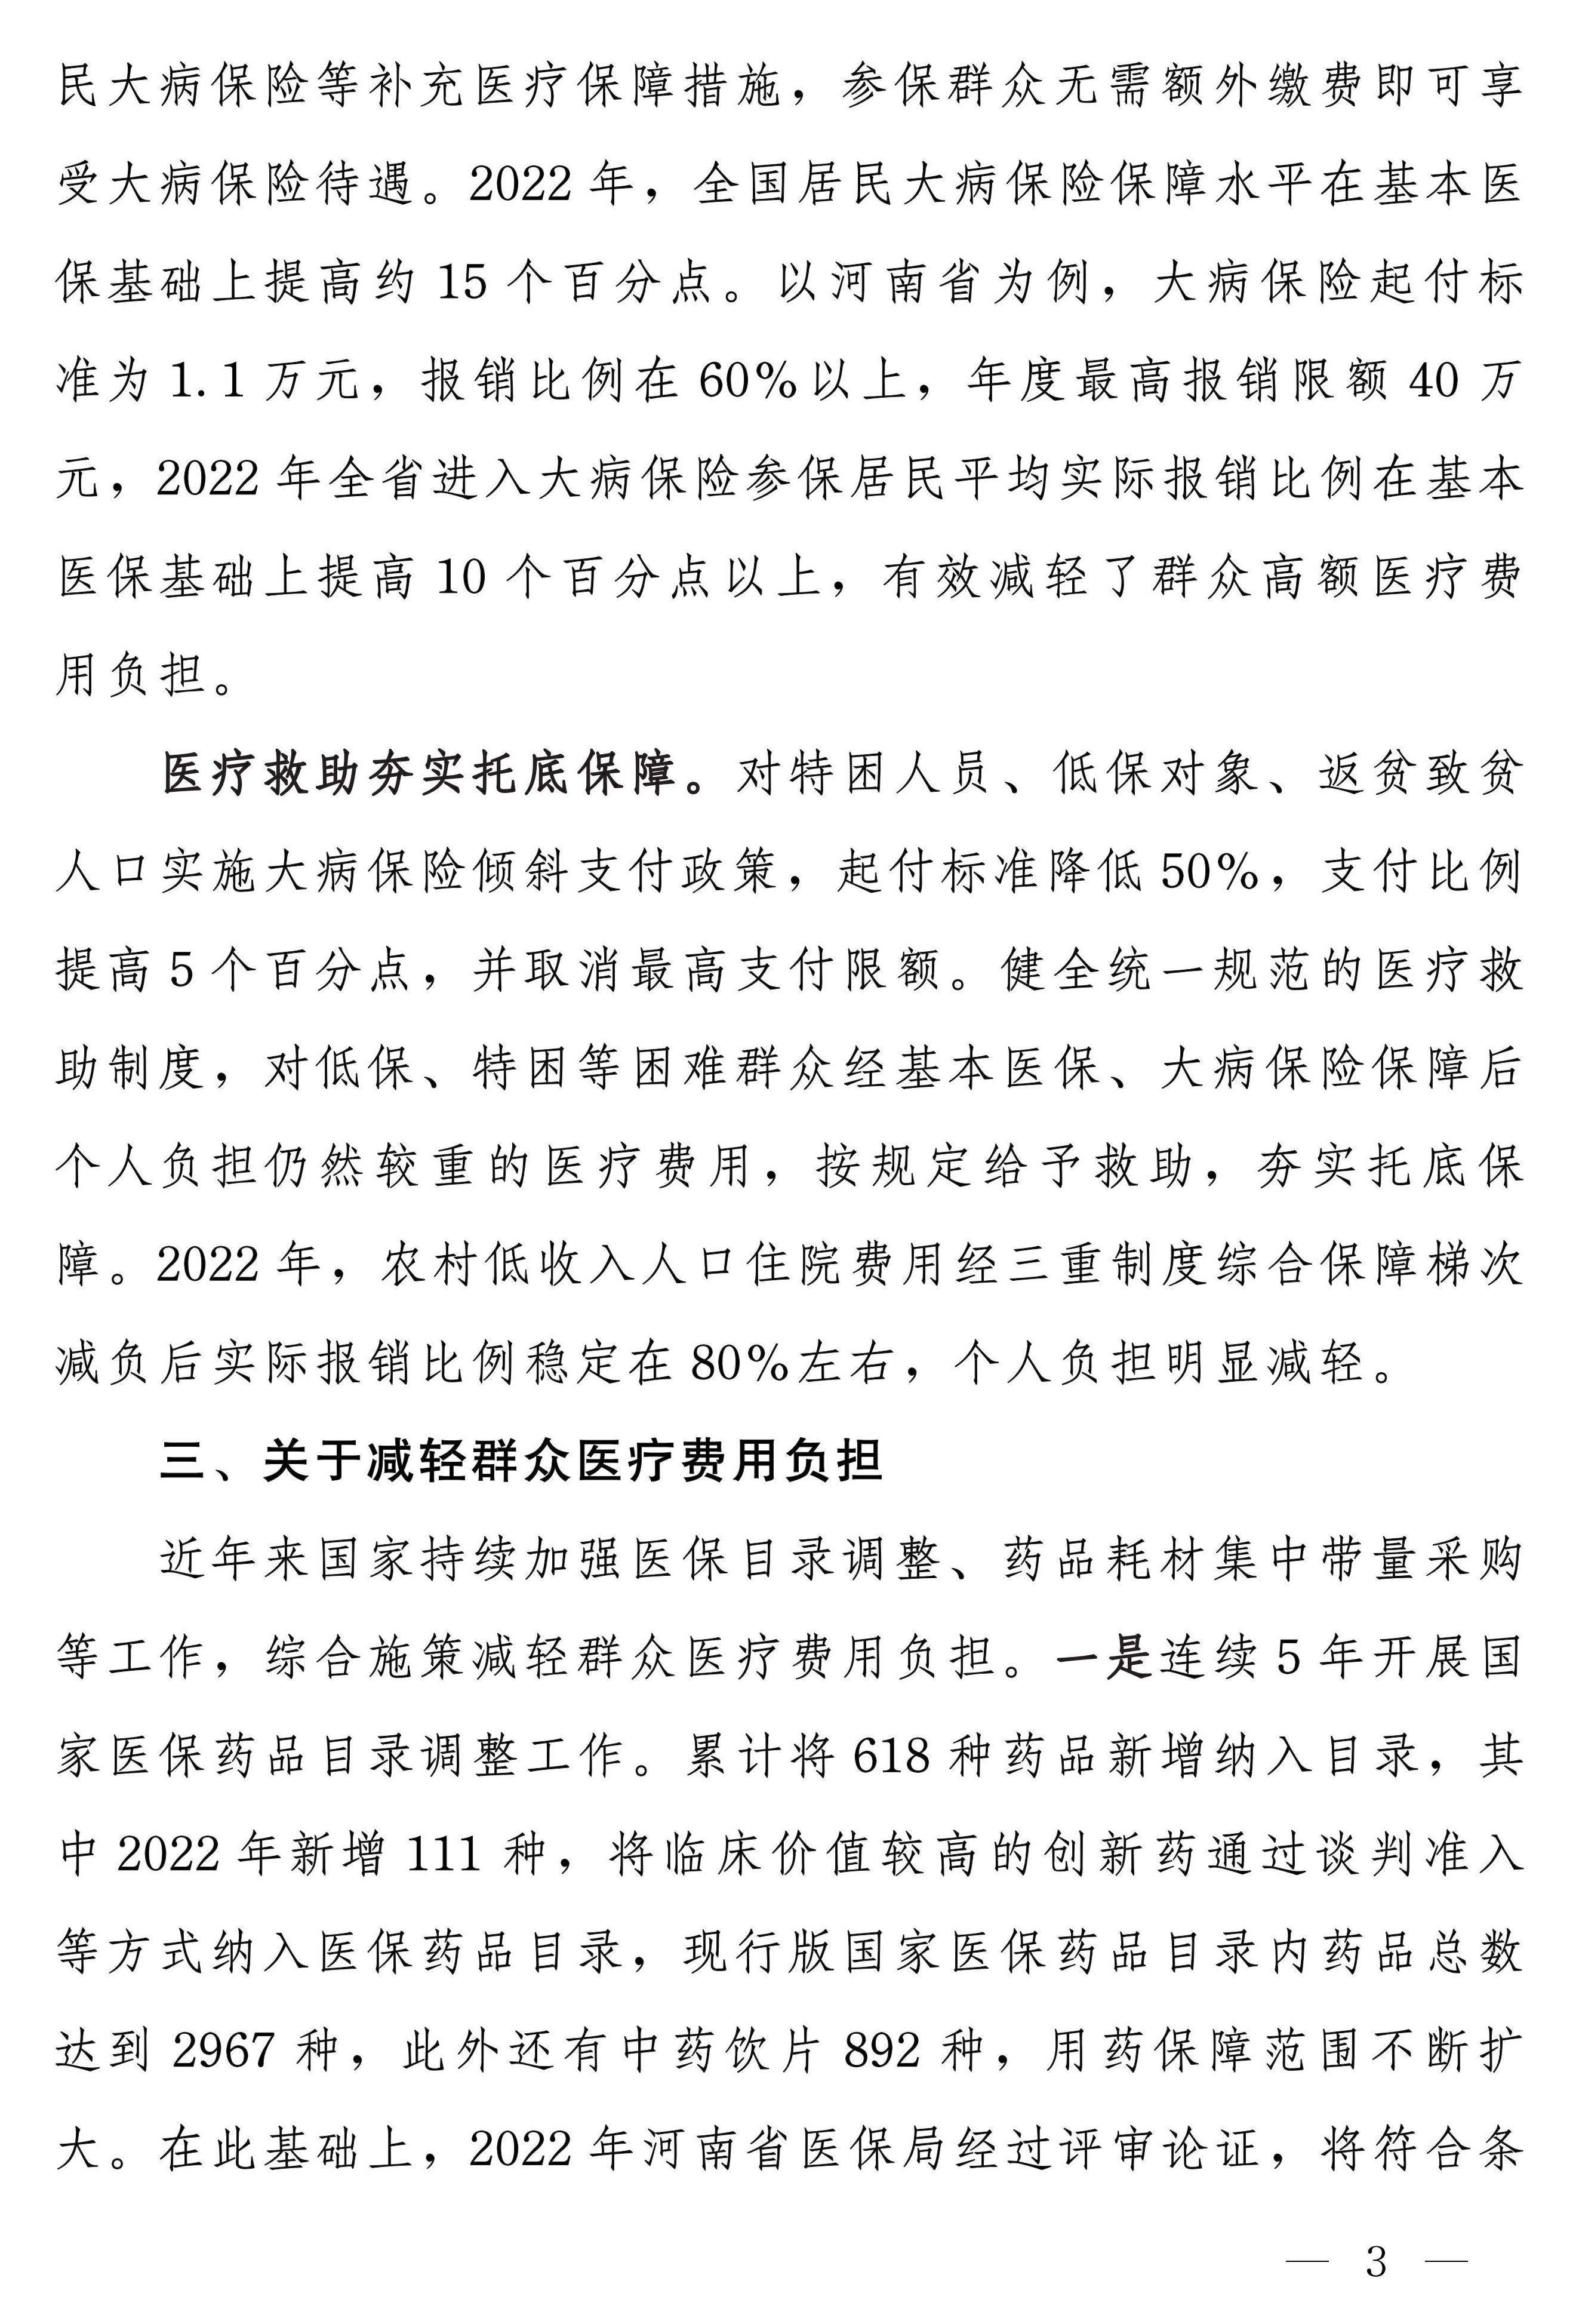 民大病保险等补充医疗保障措施，参保群众无需额外缴费即可享
受大病保险待遇。2022 年，全国居民大病保险保障水平在基本医
保基础上提高约 15 个百分点。以河南省为例，大病保险起付标
准为 1.1 万元，报销比例在 60%以上，年度最高报销限额 40 万
元，2022 年全省进入大病保险参保居民平均实际报销比例在基本
医保基础上提高 10 个百分点以上，有效减轻了群众高额医疗费
用负担。
医疗救助夯实托底保障。对特困人员、低保对象、返贫致贫
人口实施大病保险倾斜支付政策，起付标准降低 50%，支付比例
提高 5 个百分点，并取消最高支付限额。健全统一规范的医疗救
助制度，对低保、特困等困难群众经基本医保、大病保险保障后
个人负担仍然较重的医疗费用，按规定给予救助，夯实托底保
障。2022 年，农村低收入人口住院费用经三重制度综合保障梯次
减负后实际报销比例稳定在 80%左右，个人负担明显减轻。
三、关于减轻群众医疗费用负担
近年来国家持续加强医保目录调整、药品耗材集中带量采购
等工作，综合施策减轻群众医疗费用负担。一是连续 5 年开展国
家医保药品目录调整工作。累计将 618 种药品新增纳入目录，其
中 2022 年新增 111 种，将临床价值较高的创新药通过谈判准入
等方式纳入医保药品目录，现行版国家医保药品目录内药品总数
达到 2967 种，此外还有中药饮片 892 种，用药保障范围不断扩
大。在此基础上，2022 年河南省医保局经过评审论证，将符合条
— 3 —